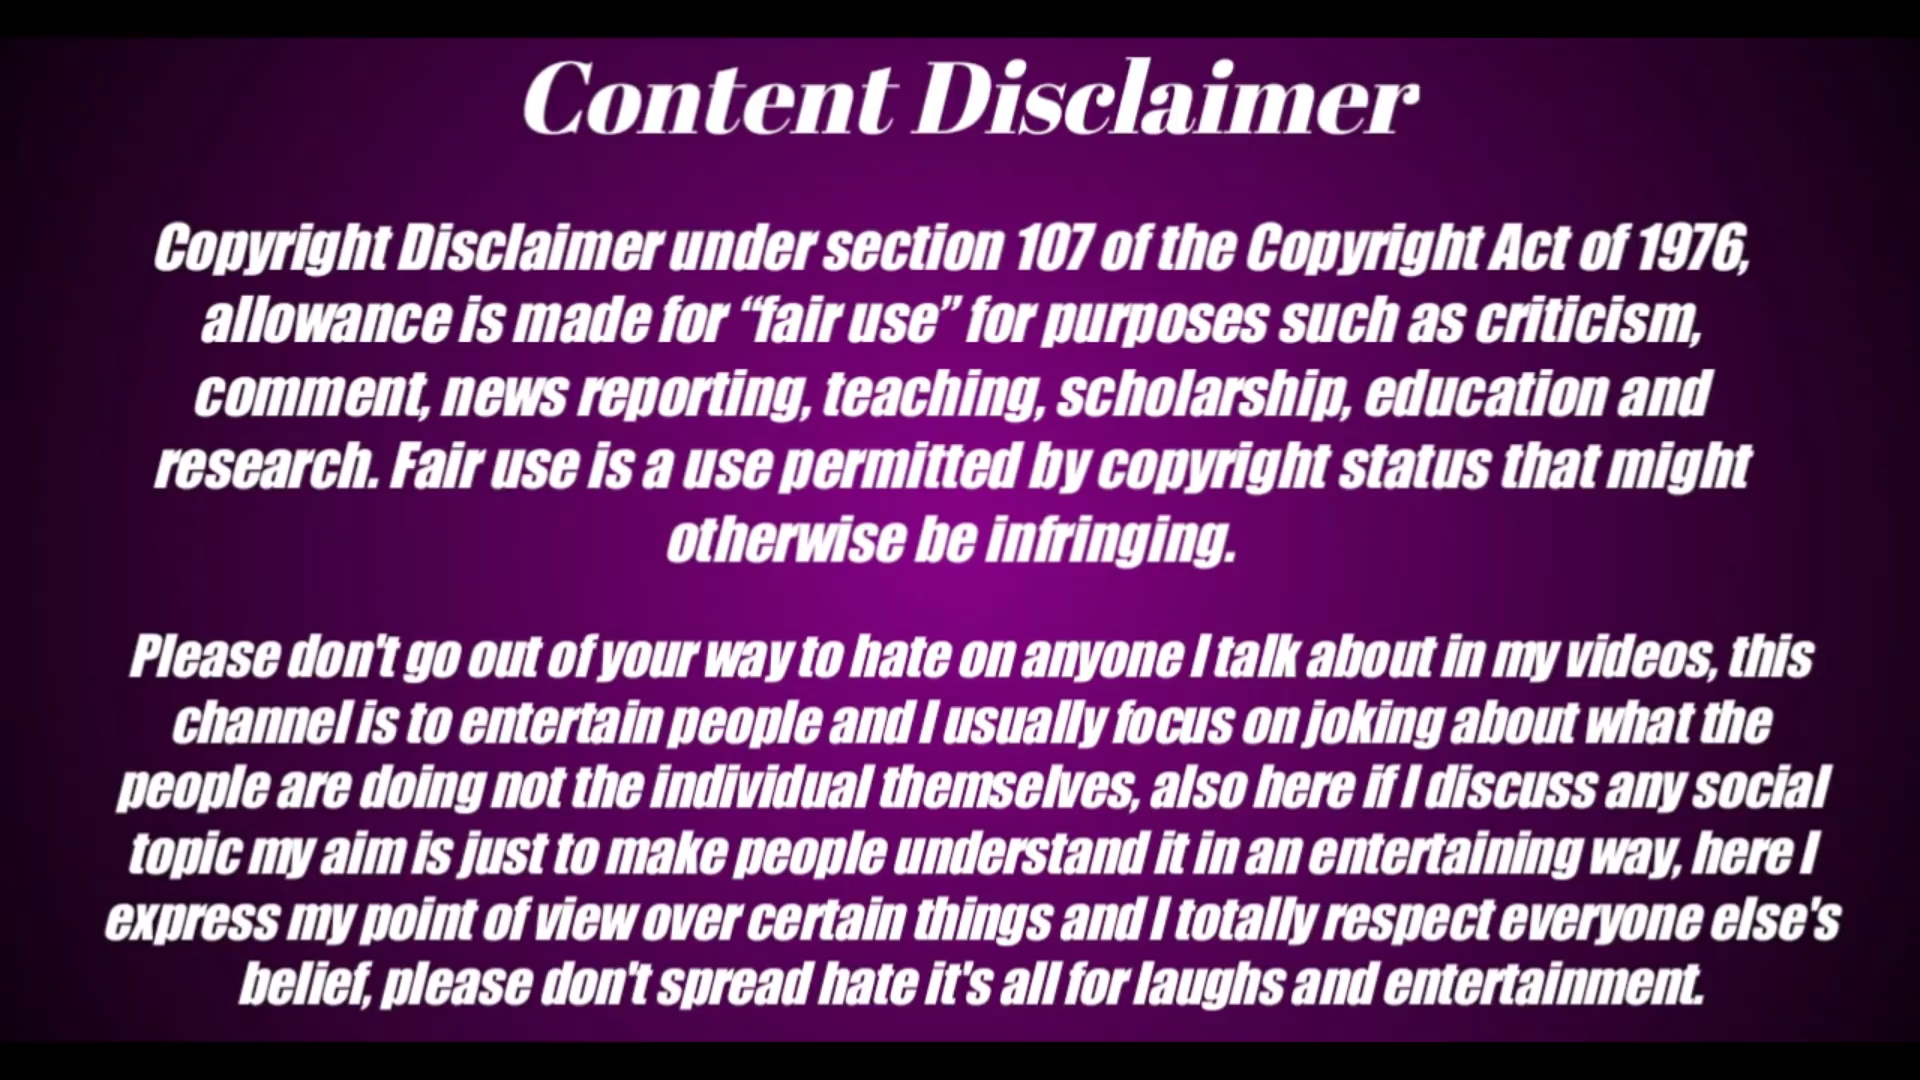 Content Disclaimer
Copyright Disclaimer under section 107 of the Copyright Act of 1976,
allowance is made for “fair use” for purposes such as criticism,
comment, news reporting, teaching, scholarship, education and
research. Fair use is a use permitted by copyright status that might
otherwise be infringing.
Please don't go out of your way to hate on anyone I talk about in my videos, this
channel is to entertain people and I usually focus on joking about what the
people are doing not the individual themselves, also here if I discuss any social
topic my aim is just to make people understand it in an entertaining way, here I
express my point of view over certain things and I totally respect everyone else's
belief, please don't spread hate it's all for laughs and entertainment.